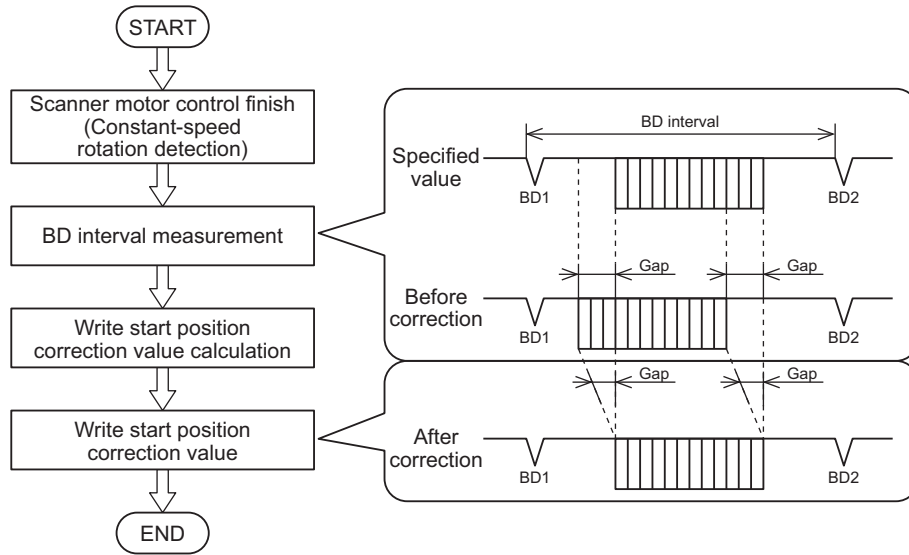 START
Scanner motor control finish
(Constant-speed
rotation detection)
BD interval measurement
Write start position
correction value calculation
Write start position
correction value
END
BD interval
Specified
value
BD1
BD2
Gap
Gap
Before
correction
BD1
BD2
Gap
Gap
After
correction
BD1
BD2